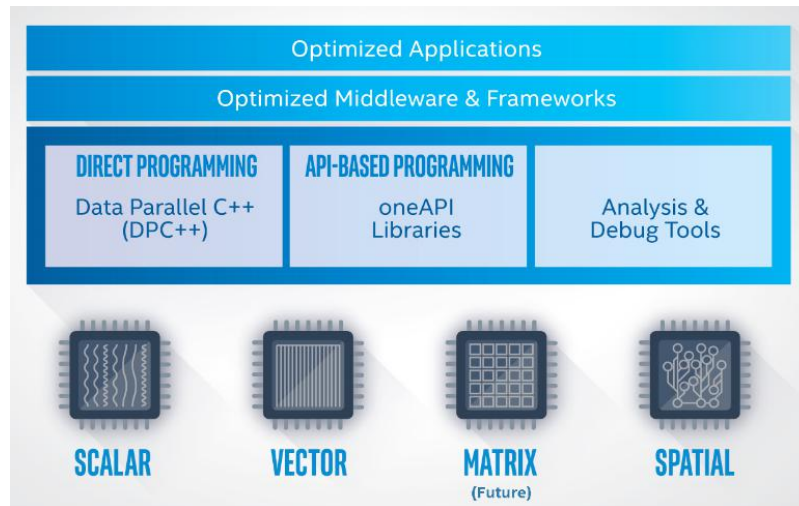 Optimized Applications
Optimized Middleware & Frameworks
DIRECT PROGRAMMING
Data Parallel C++
(DPC++)
API-BASED PROGRAMMING
oneAPI
Libraries
Analysis &
Debug Tools
SCALAR
VECTOR
MATRIX
(Future)
SPATIAL